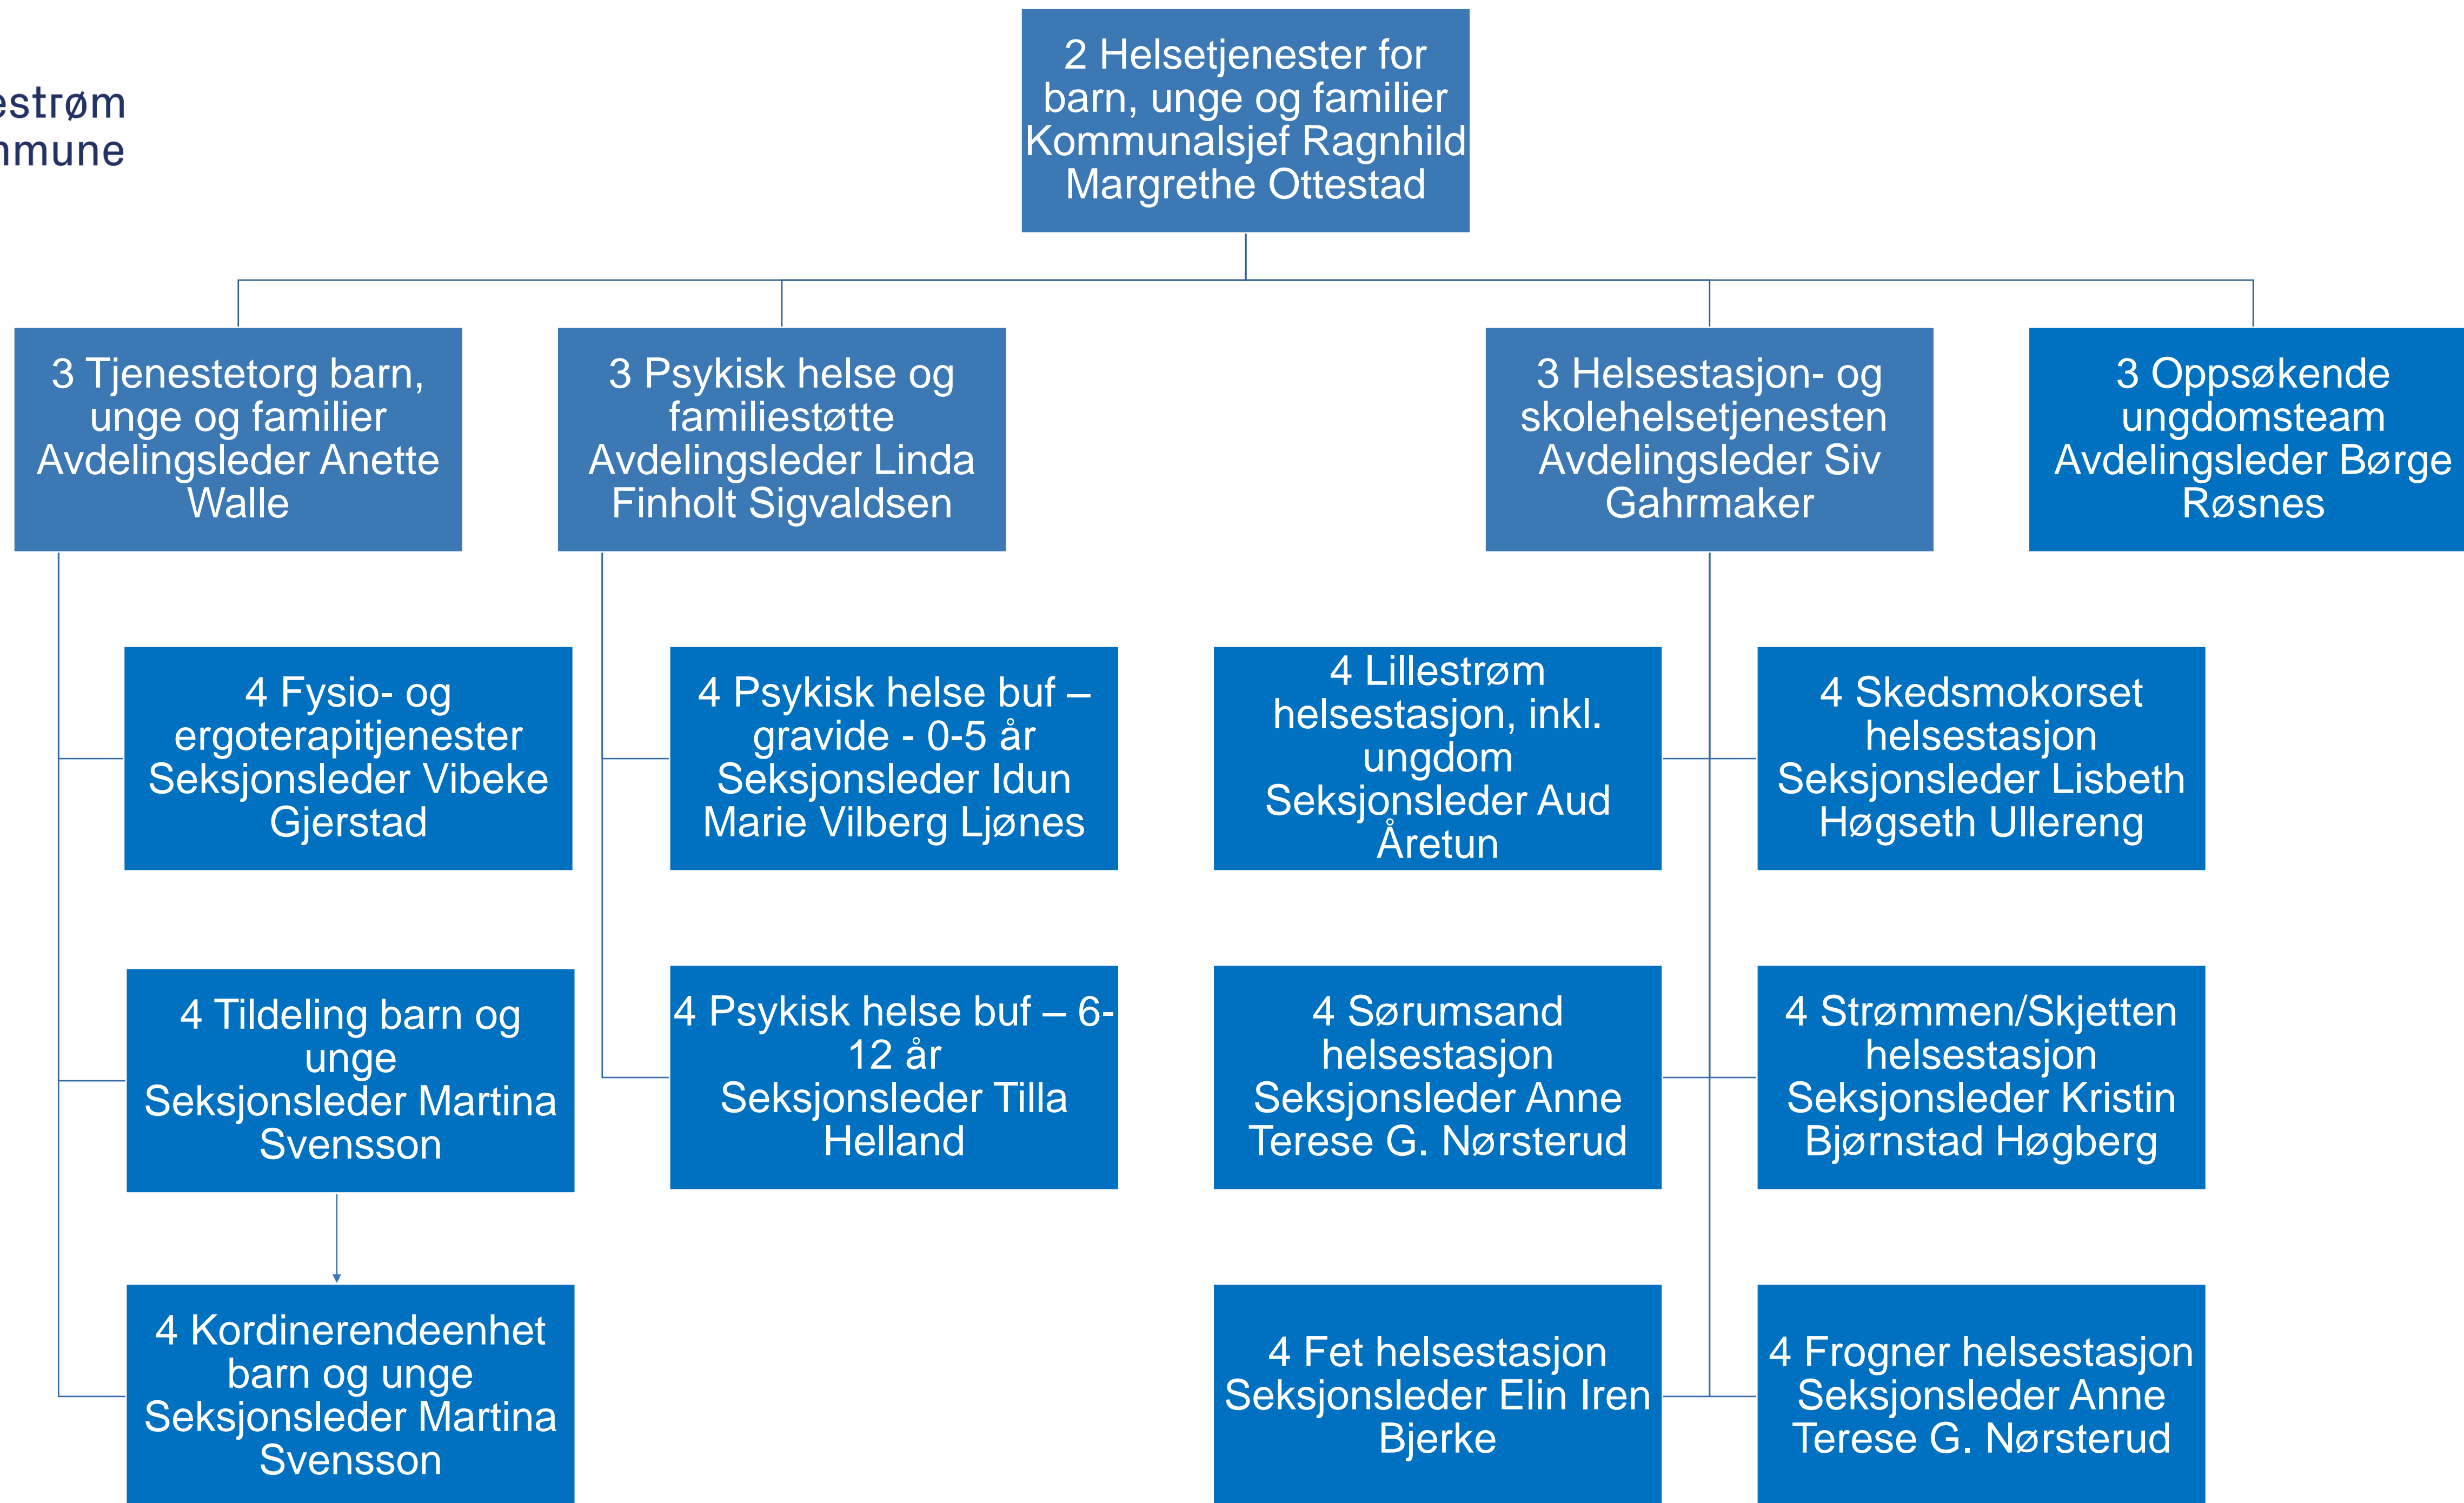 estrøm
mmune
2 Helsetjenester for
barn, unge og familier
Kommunalsjef Ragnhild
Margrethe Ottestad
3 Tjenestetorg barn,
unge og familier
Avdelingsleder Anette
Walle
3 Psykisk helse og
familiestøtte
Avdelingsleder Linda
Finholt Sigvaldsen
3 Helsestasjon- og
skolehelsetjenesten
Avdelingsleder Siv
Gahrmaker
3 Oppsøkende
ungdomsteam
Avdelingsleder Børge
Røsnes
4 Fysio- og
ergoterapitjenester
Seksjonsleder Vibeke
Gjerstad
4 Psykisk helse buf –
gravide - 0-5 år
Seksjonsleder Idun
Marie Vilberg Ljønes
4 Lillestrøm
helsestasjon, inkl.
ungdom
Seksjonsleder Aud
Åretun
4 Skedsmokorset
helsestasjon
Seksjonsleder Lisbeth
Høgseth Ullereng
4 Tildeling barn og
unge
Seksjonsleder Martina
Svensson
4 Psykisk helse buf – 6-
12 år
Seksjonsleder Tilla
Helland
4 Sørumsand
helsestasjon
Seksjonsleder Anne
Terese G. Nørsterud
4 Strømmen/Skjetten
helsestasjon
Seksjonsleder Kristin
Bjørnstad Høgberg
4 Kordinerendeenhet
barn og unge
Seksjonsleder Martina
Svensson
4 Fet helsestasjon
Seksjonsleder Elin Iren
Bjerke
4 Frogner helsestasjon
Seksjonsleder Anne
Terese G. Nørsterud